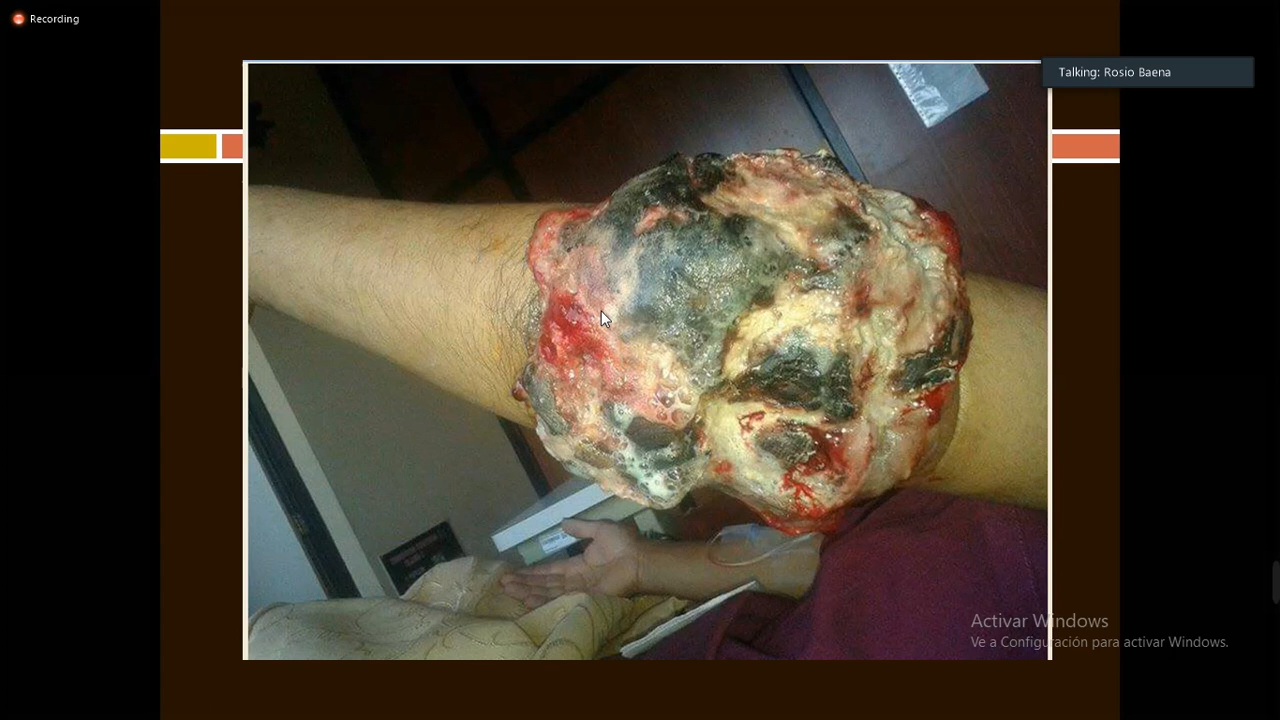 Recording
Talking: Rosio Baena
Activar Windows
Ve a Configuración para activar Windows.